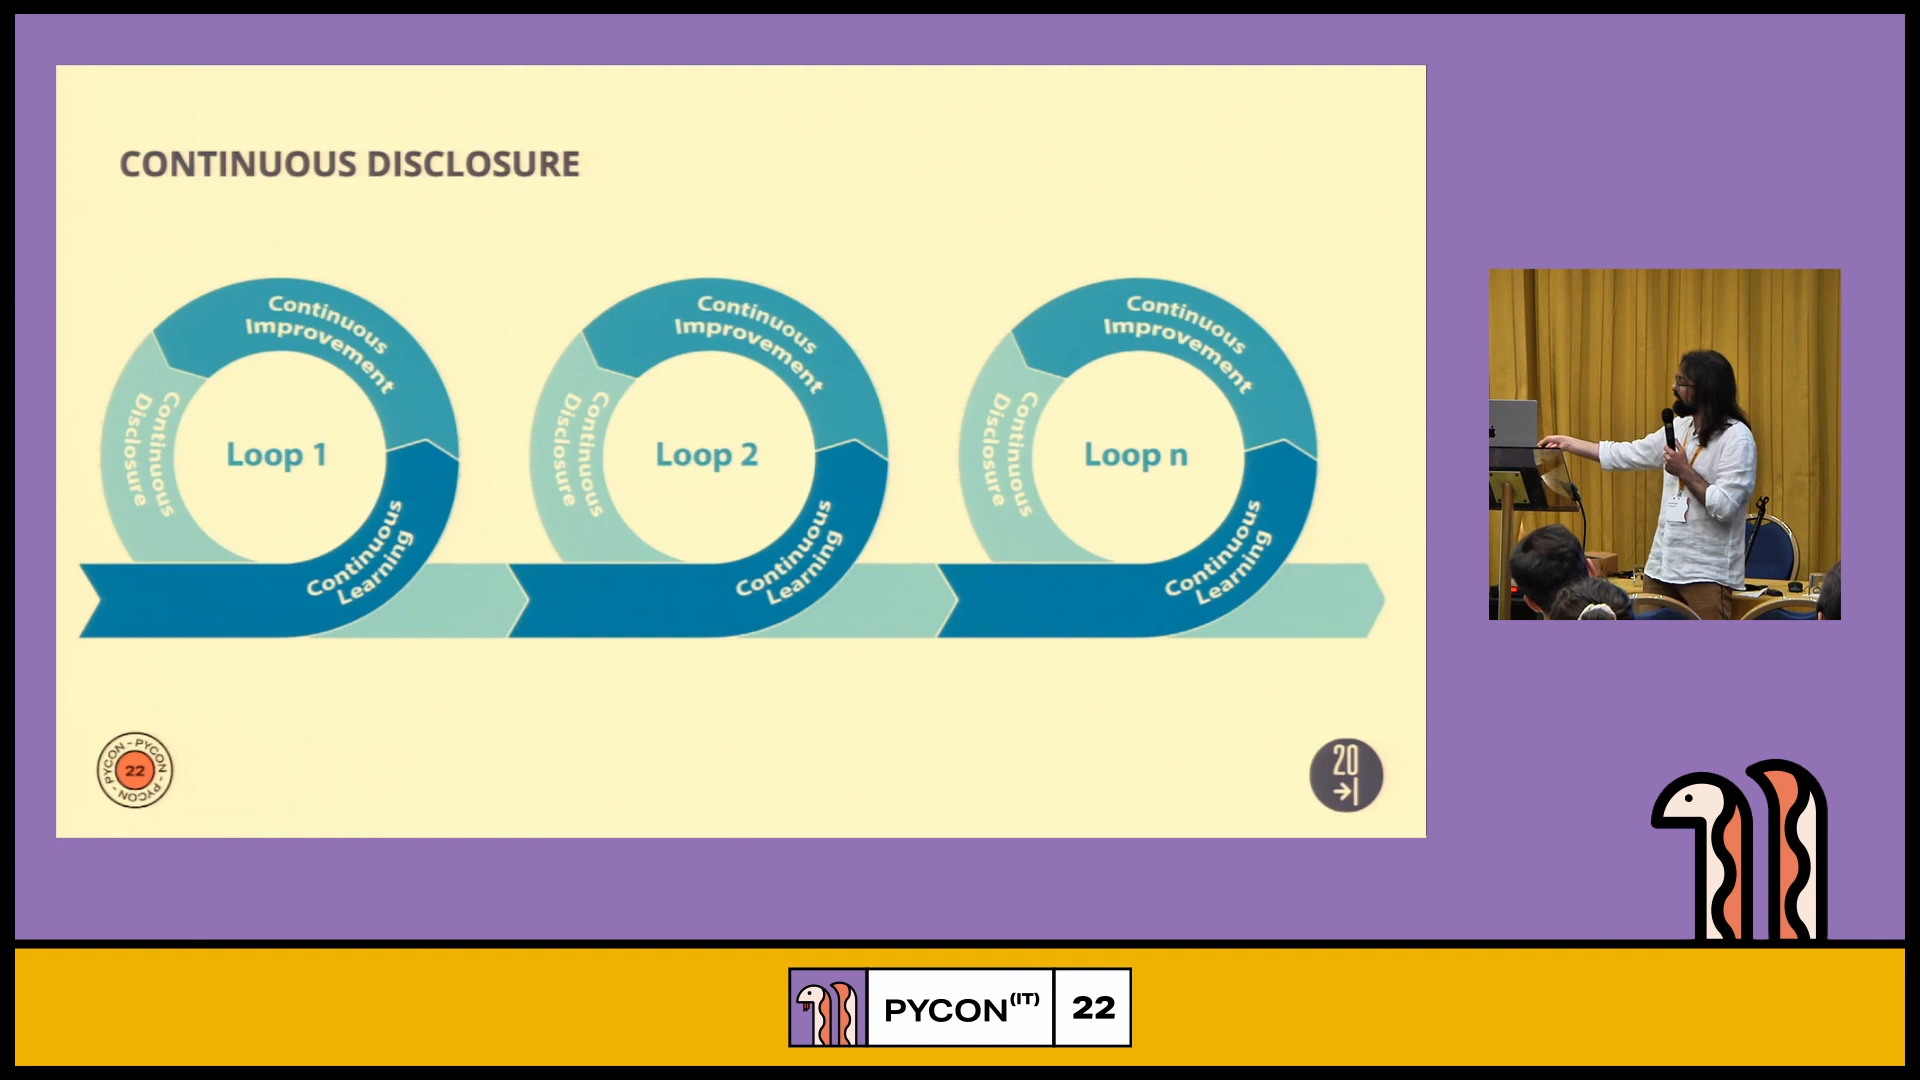 CONTINUOUS DISCLOSURE
Continuous
Improvement
Continuous
Disclosure
Loop 1
Continuous
Learning
Continuous
Improvement
Continuous
Disclosure
Loop 2
Continuous
Learning
Continuous
Improvement
Continuous
Disclosure
Loop n
Continuous
Learning
PYCON - PYCON - PYCON -
22
20
PYCON (IT) 22